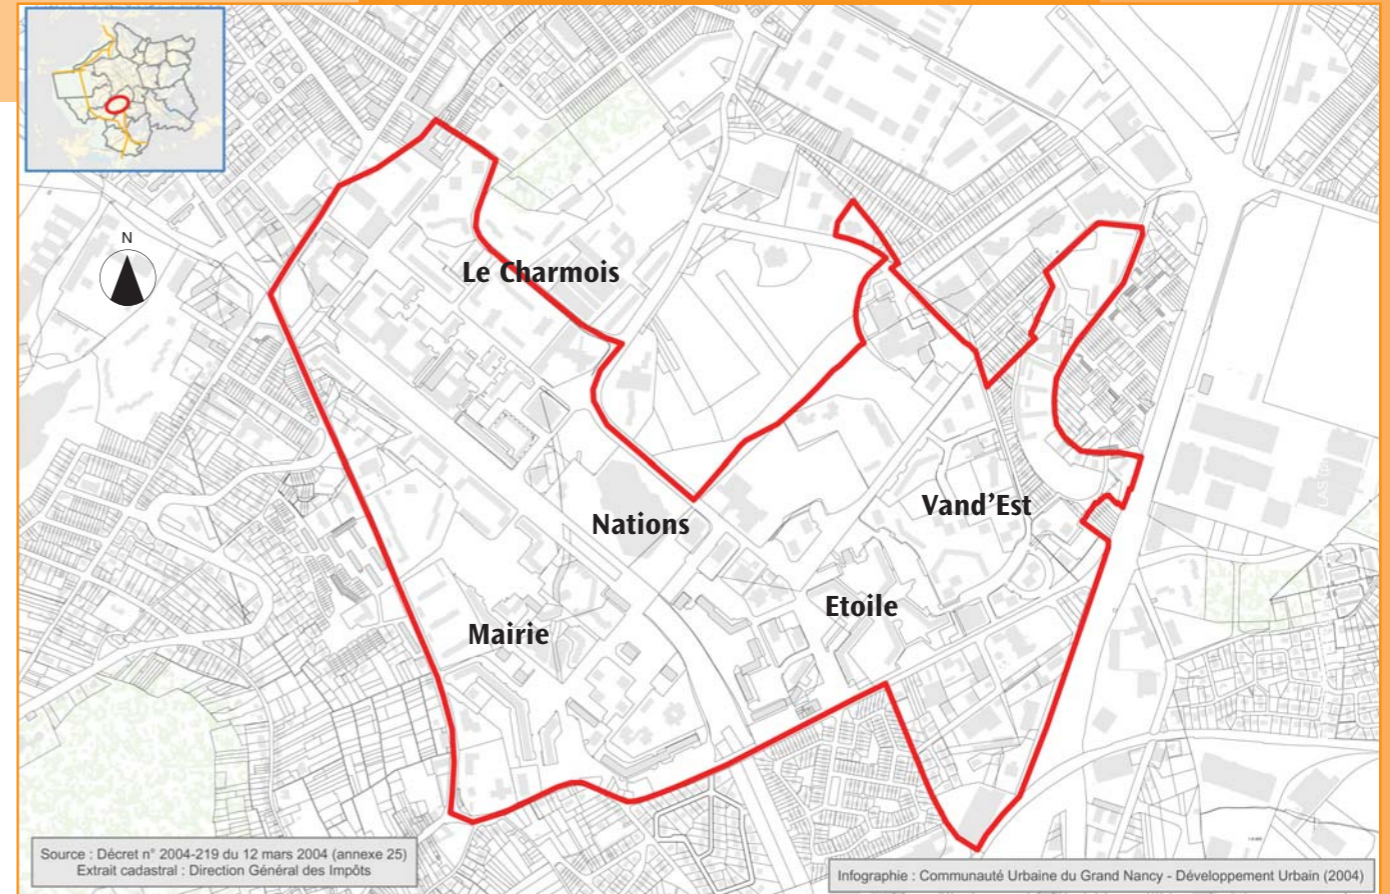 N
Le Charmois
Nations
Vand'Est
Etoile
Mairie
Source : Décret n° 2004-219 du 12 mars 2004 (annexe 25)
Extrait cadastral : Direction Général des Impôts
Infographie : Communauté Urbaine du Grand Nancy - Développement Urbain (2004)